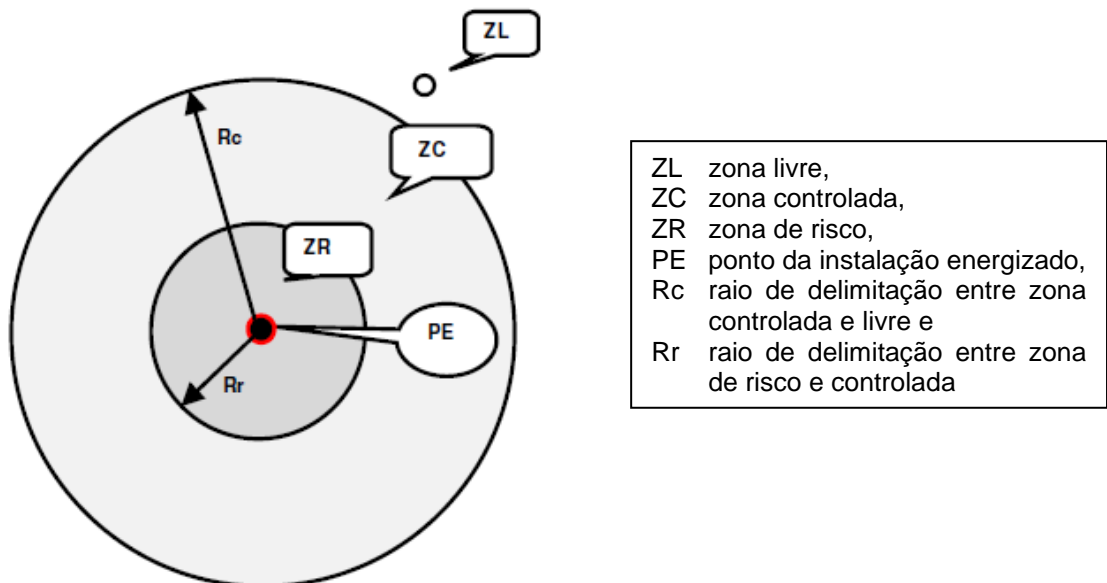 ZL
Rc
ZC
ZR
PE
Rr
ZL zona livre,
ZC zona controlada,
ZR zona de risco,
PE ponto da instalação energizado,
Rc raio de delimitação entre zona
controlada e livre e
Rr raio de delimitação entre zona
de risco e controlada